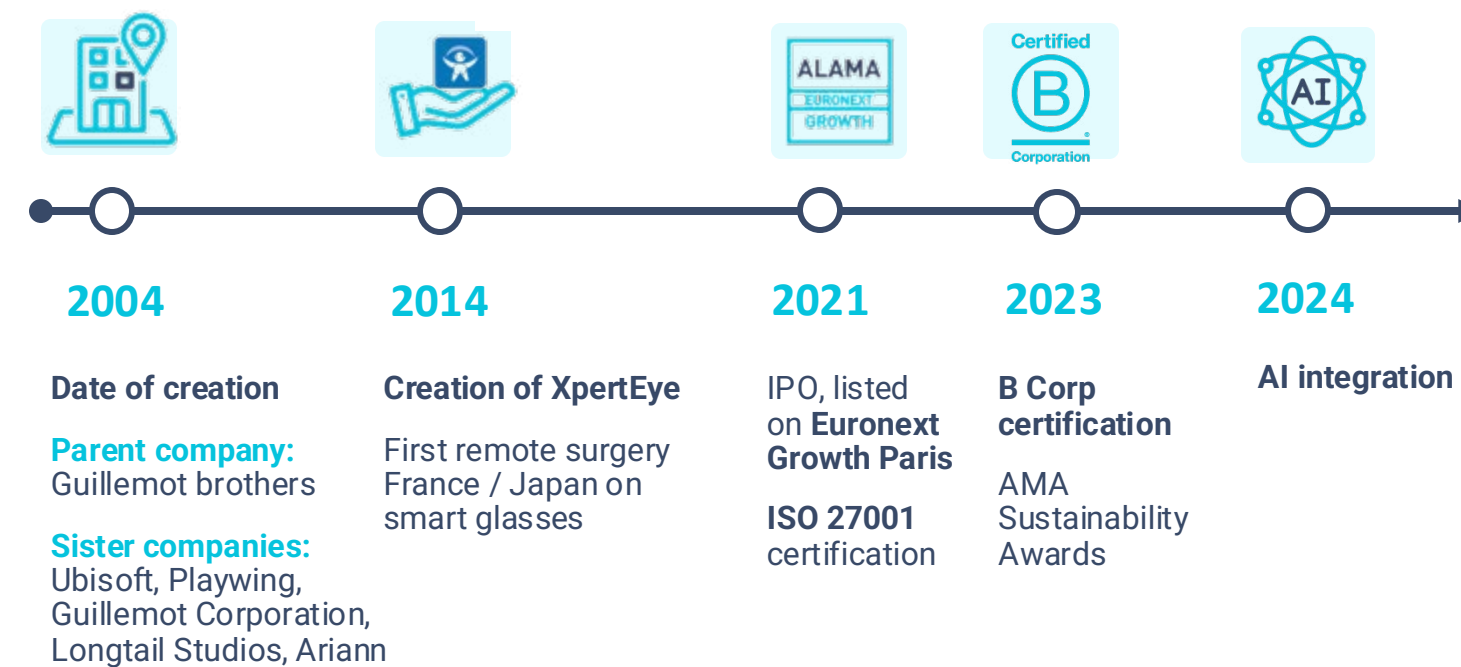 ALAMA
EURONEXT
GROWTH
Certified
B
Corporation
AI
2004
Date of creation
Parent company:
Guillemot brothers
Sister companies:
Ubisoft, Playwing,
Guillemot Corporation,
Longtail Studios, Ariann
2014
Creation of XpertEye
First remote surgery
France / Japan on
smart glasses
2021
IPO, listed
on Euronext
Growth Paris
ISO 27001
certification
2023
B Corp
certification
AMA
Sustainability
Awards
2024
AI integration